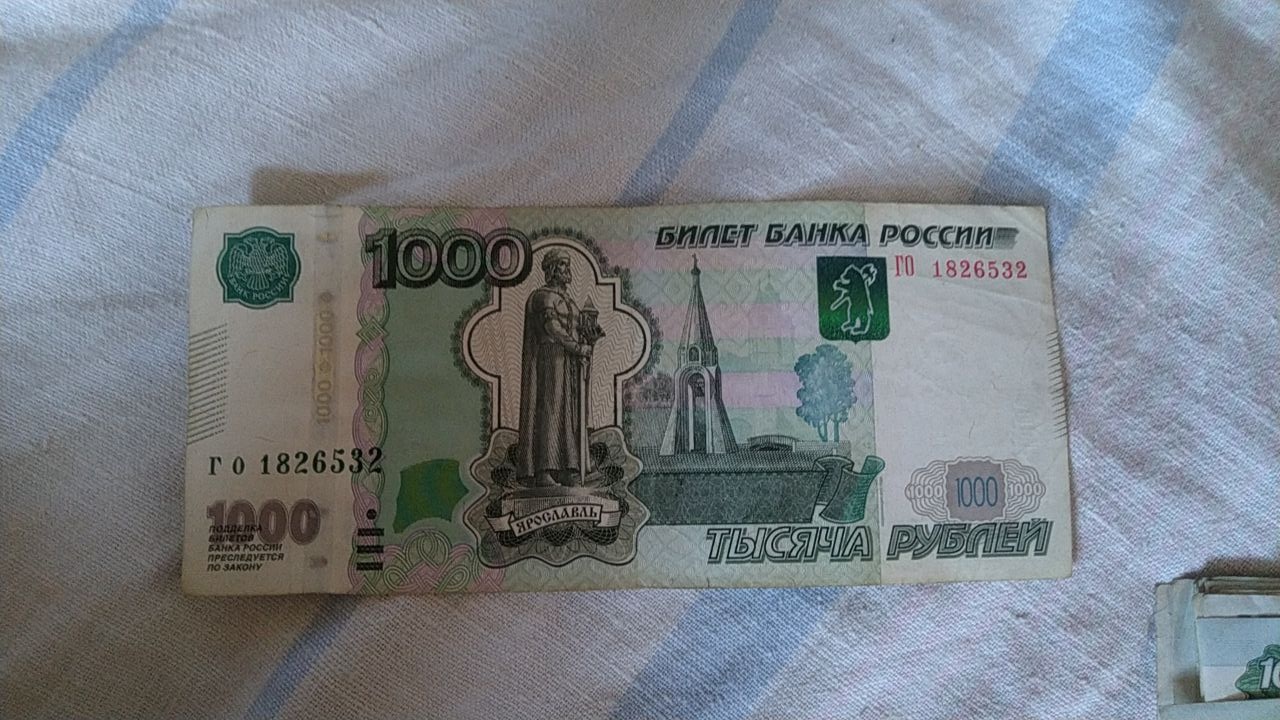 БИЛЕТ БАНКА РОССИИ
1000
БАНК РОССИИ
ГО 1826532
1000 1000
ГО 1826532
ЯРОСЛАВЛЬ
1000 1000 1000
1000
ПОДДЕЛКА
БИЛЕТОВ
БАНКА РОССИИ
ПРЕСЛЕДУЕТСЯ
ПО ЗАКОНУ
ТЫСЯЧА РУБЛЕЙ